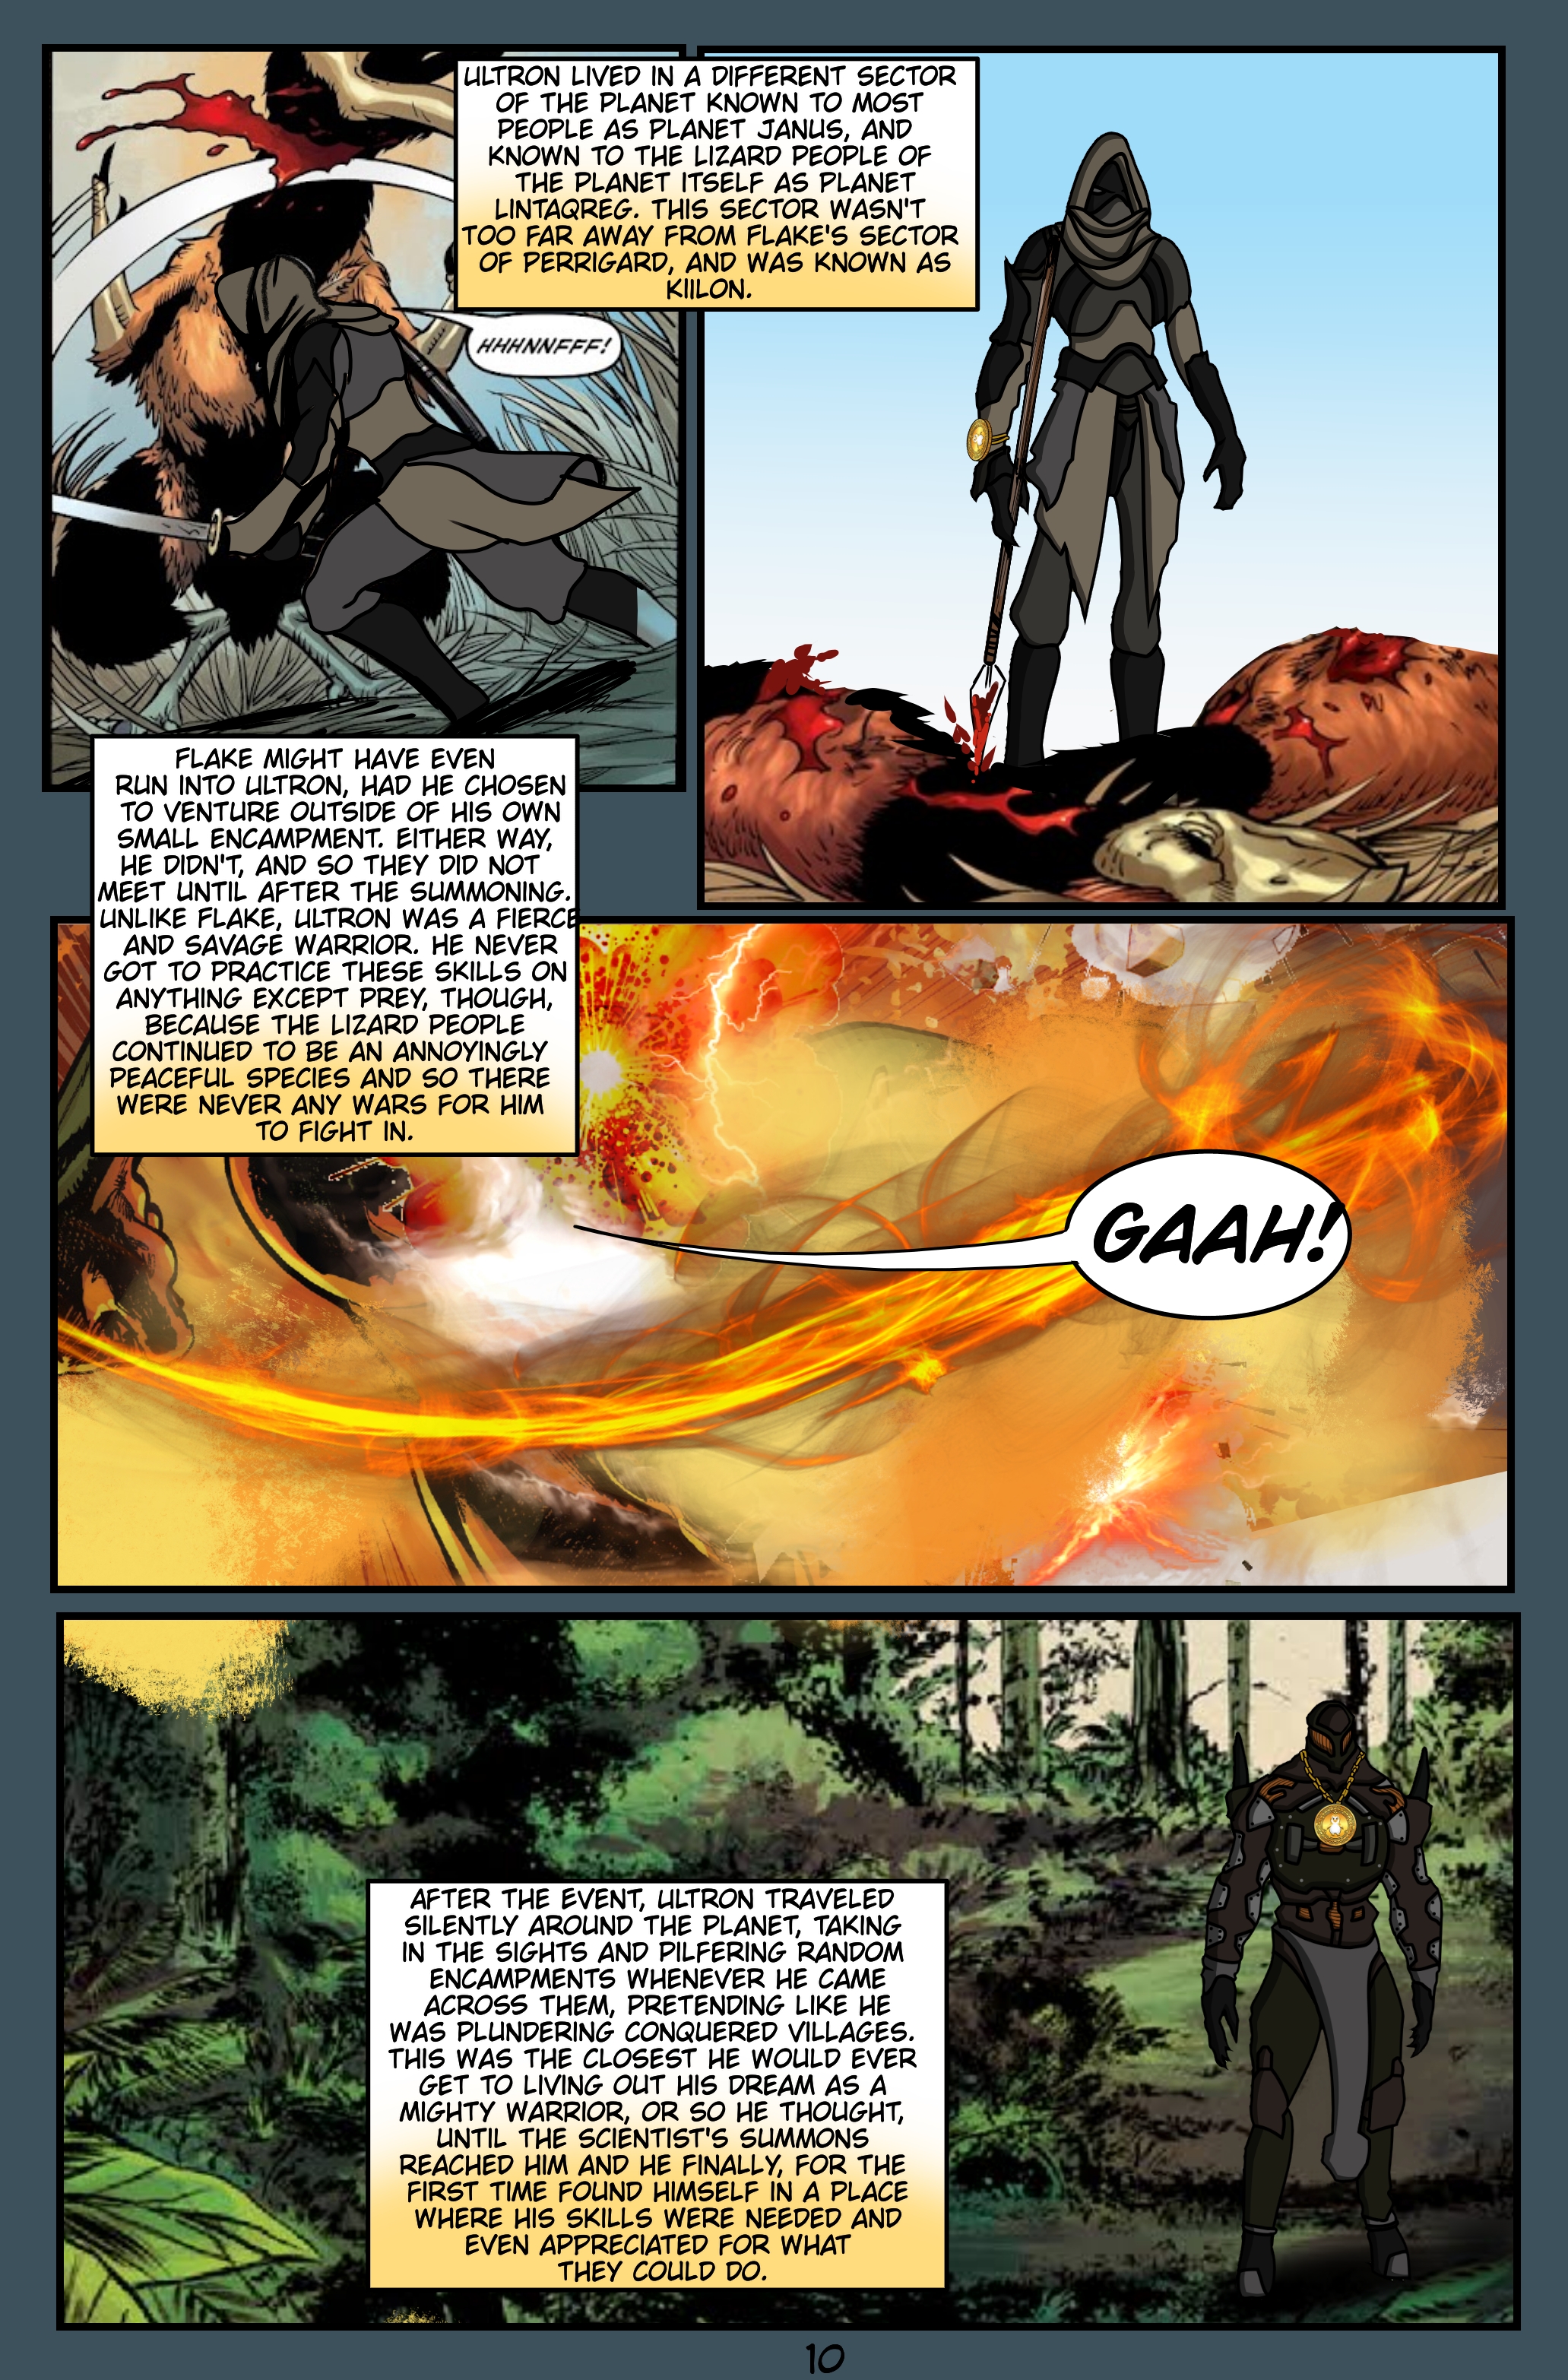 ULTRON LIVED IN A DIFFERENT SECTOR
OF THE PLANET KNOWN TO MOST
PEOPLE AS PLANET JANUS, AND
KNOWN TO THE LIZARD PEOPLE OF
THE PLANET ITSELF AS PLANET
LINTAQREG. THIS SECTOR WASN'T
TOO FAR AWAY FROM FLAKE'S SECTOR
OF PERRIGARD, AND WAS KNOWN AS
KIILON.
HHHNNFFF!
FLAKE MIGHT HAVE EVEN
RUN INTO ULTRON, HAD HE CHOSEN
TO VENTURE OUTSIDE OF HIS OWN
SMALL ENCAMPMENT. EITHER WAY,
HE DIDN'T, AND SO THEY DID NOT
MEET UNTIL AFTER THE SUMMONING.
UNLIKE FLAKE, ULTRON WAS A FIERCE
AND SAVAGE WARRIOR. HE NEVER
GOT TO PRACTICE THESE SKILLS ON
ANYTHING EXCEPT PREY, THOUGH,
BECAUSE THE LIZARD PEOPLE
CONTINUED TO BE AN ANNOYINGLY
PEACEFUL SPECIES AND SO THERE
WERE NEVER ANY WARS FOR HIM
TO FIGHT IN.
GAAH!
AFTER THE EVENT, ULTRON TRAVELED
SILENTLY AROUND THE PLANET, TAKING
IN THE SIGHTS AND PILFERING RANDOM
ENCAMPMENTS WHENEVER HE CAME
ACROSS THEM, PRETENDING LIKE HE
WAS PLUNDERING CONQUERED VILLAGES.
THIS WAS THE CLOSEST HE WOULD EVER
GET TO LIVING OUT HIS DREAM AS A
MIGHTY WARRIOR, OR SO HE THOUGHT,
UNTIL THE SCIENTIST'S SUMMONS
REACHED HIM AND HE FINALLY, FOR THE
FIRST TIME FOUND HIMSELF IN A PLACE
WHERE HIS SKILLS WERE NEEDED AND
EVEN APPRECIATED FOR WHAT
THEY COULD DO.
10